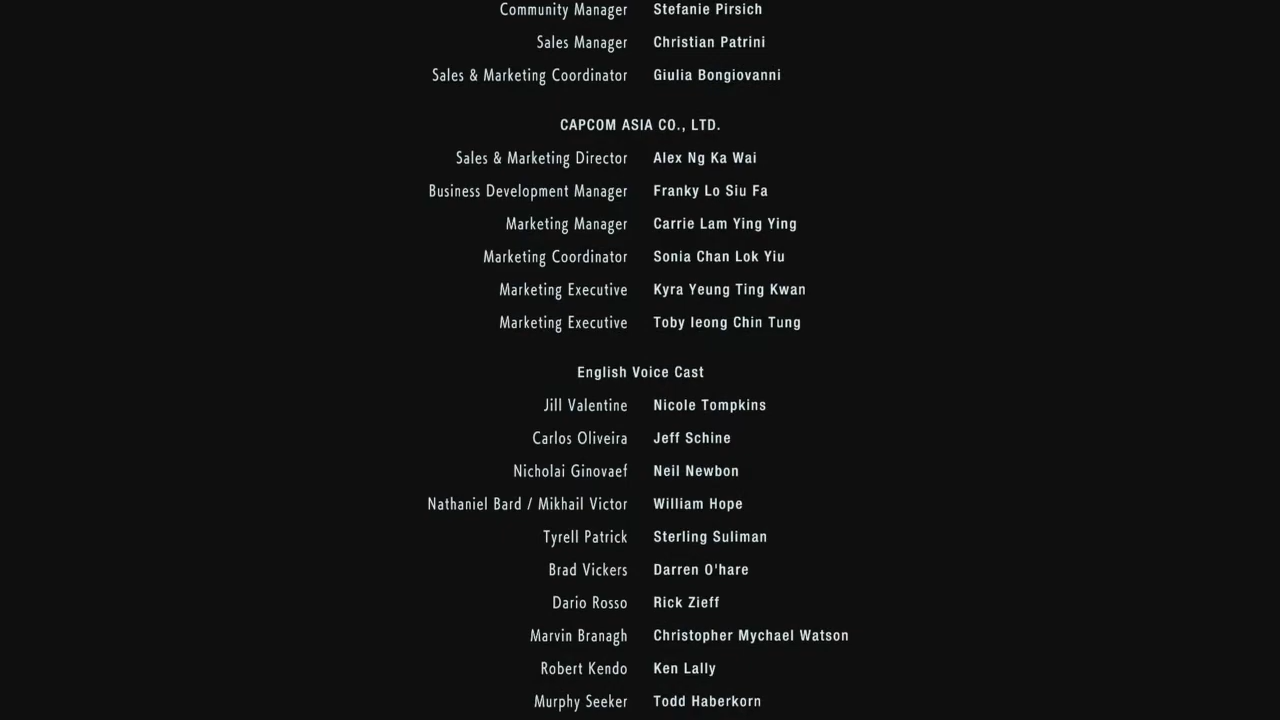 Community Manager Stefanie Pirsich
Sales Manager Christian Patrini
Sales & Marketing Coordinator Giulia Bongiovanni
CAPCOM ASIA CO., LTD.
Sales & Marketing Director Alex Ng Ka Wai
Business Development Manager Franky Lo Siu Fa
Marketing Manager Carrie Lam Ying Ying
Marketing Coordinator Sonia Chan Lok Yiu
Marketing Executive Kyra Yeung Ting Kwan
Marketing Executive Toby Ieong Chin Tung
English Voice Cast
Jill Valentine Nicole Tompkins
Carlos Oliveira Jeff Schine
Nicholai Ginovaef Neil Newbon
Nathaniel Bard / Mikhail Victor William Hope
Tyrell Patrick Sterling Suliman
Brad Vickers Darren O'hare
Dario Rosso Rick Zieff
Marvin Branagh Christopher Mychael Watson
Robert Kendo Ken Lally
Murphy Seeker Todd Haberkorn